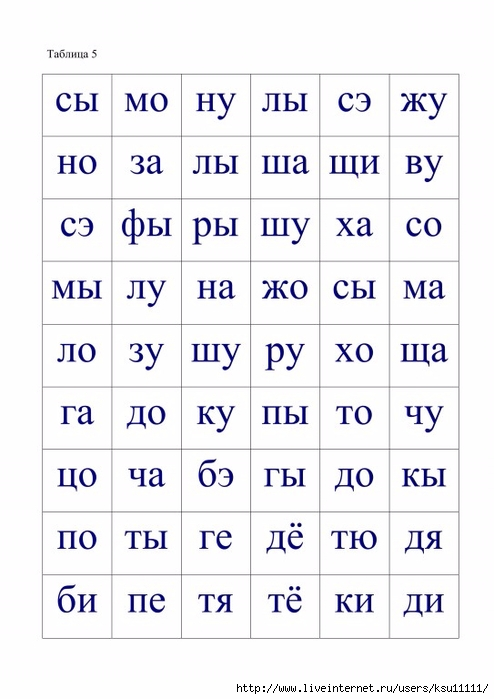 Таблица 5
сы мо ну лы сэ жу
но за лы ша щи ву
сэ фы ры шу ха со
мы лу на жо сы ма
ло зу шу ру хо ща
га до ку пы то чу
цо ча бэ гы до кы
по ты ге дё тю дя
би пе тя тё ки ди
http://www.liveinternet.ru/users/ksu11111/